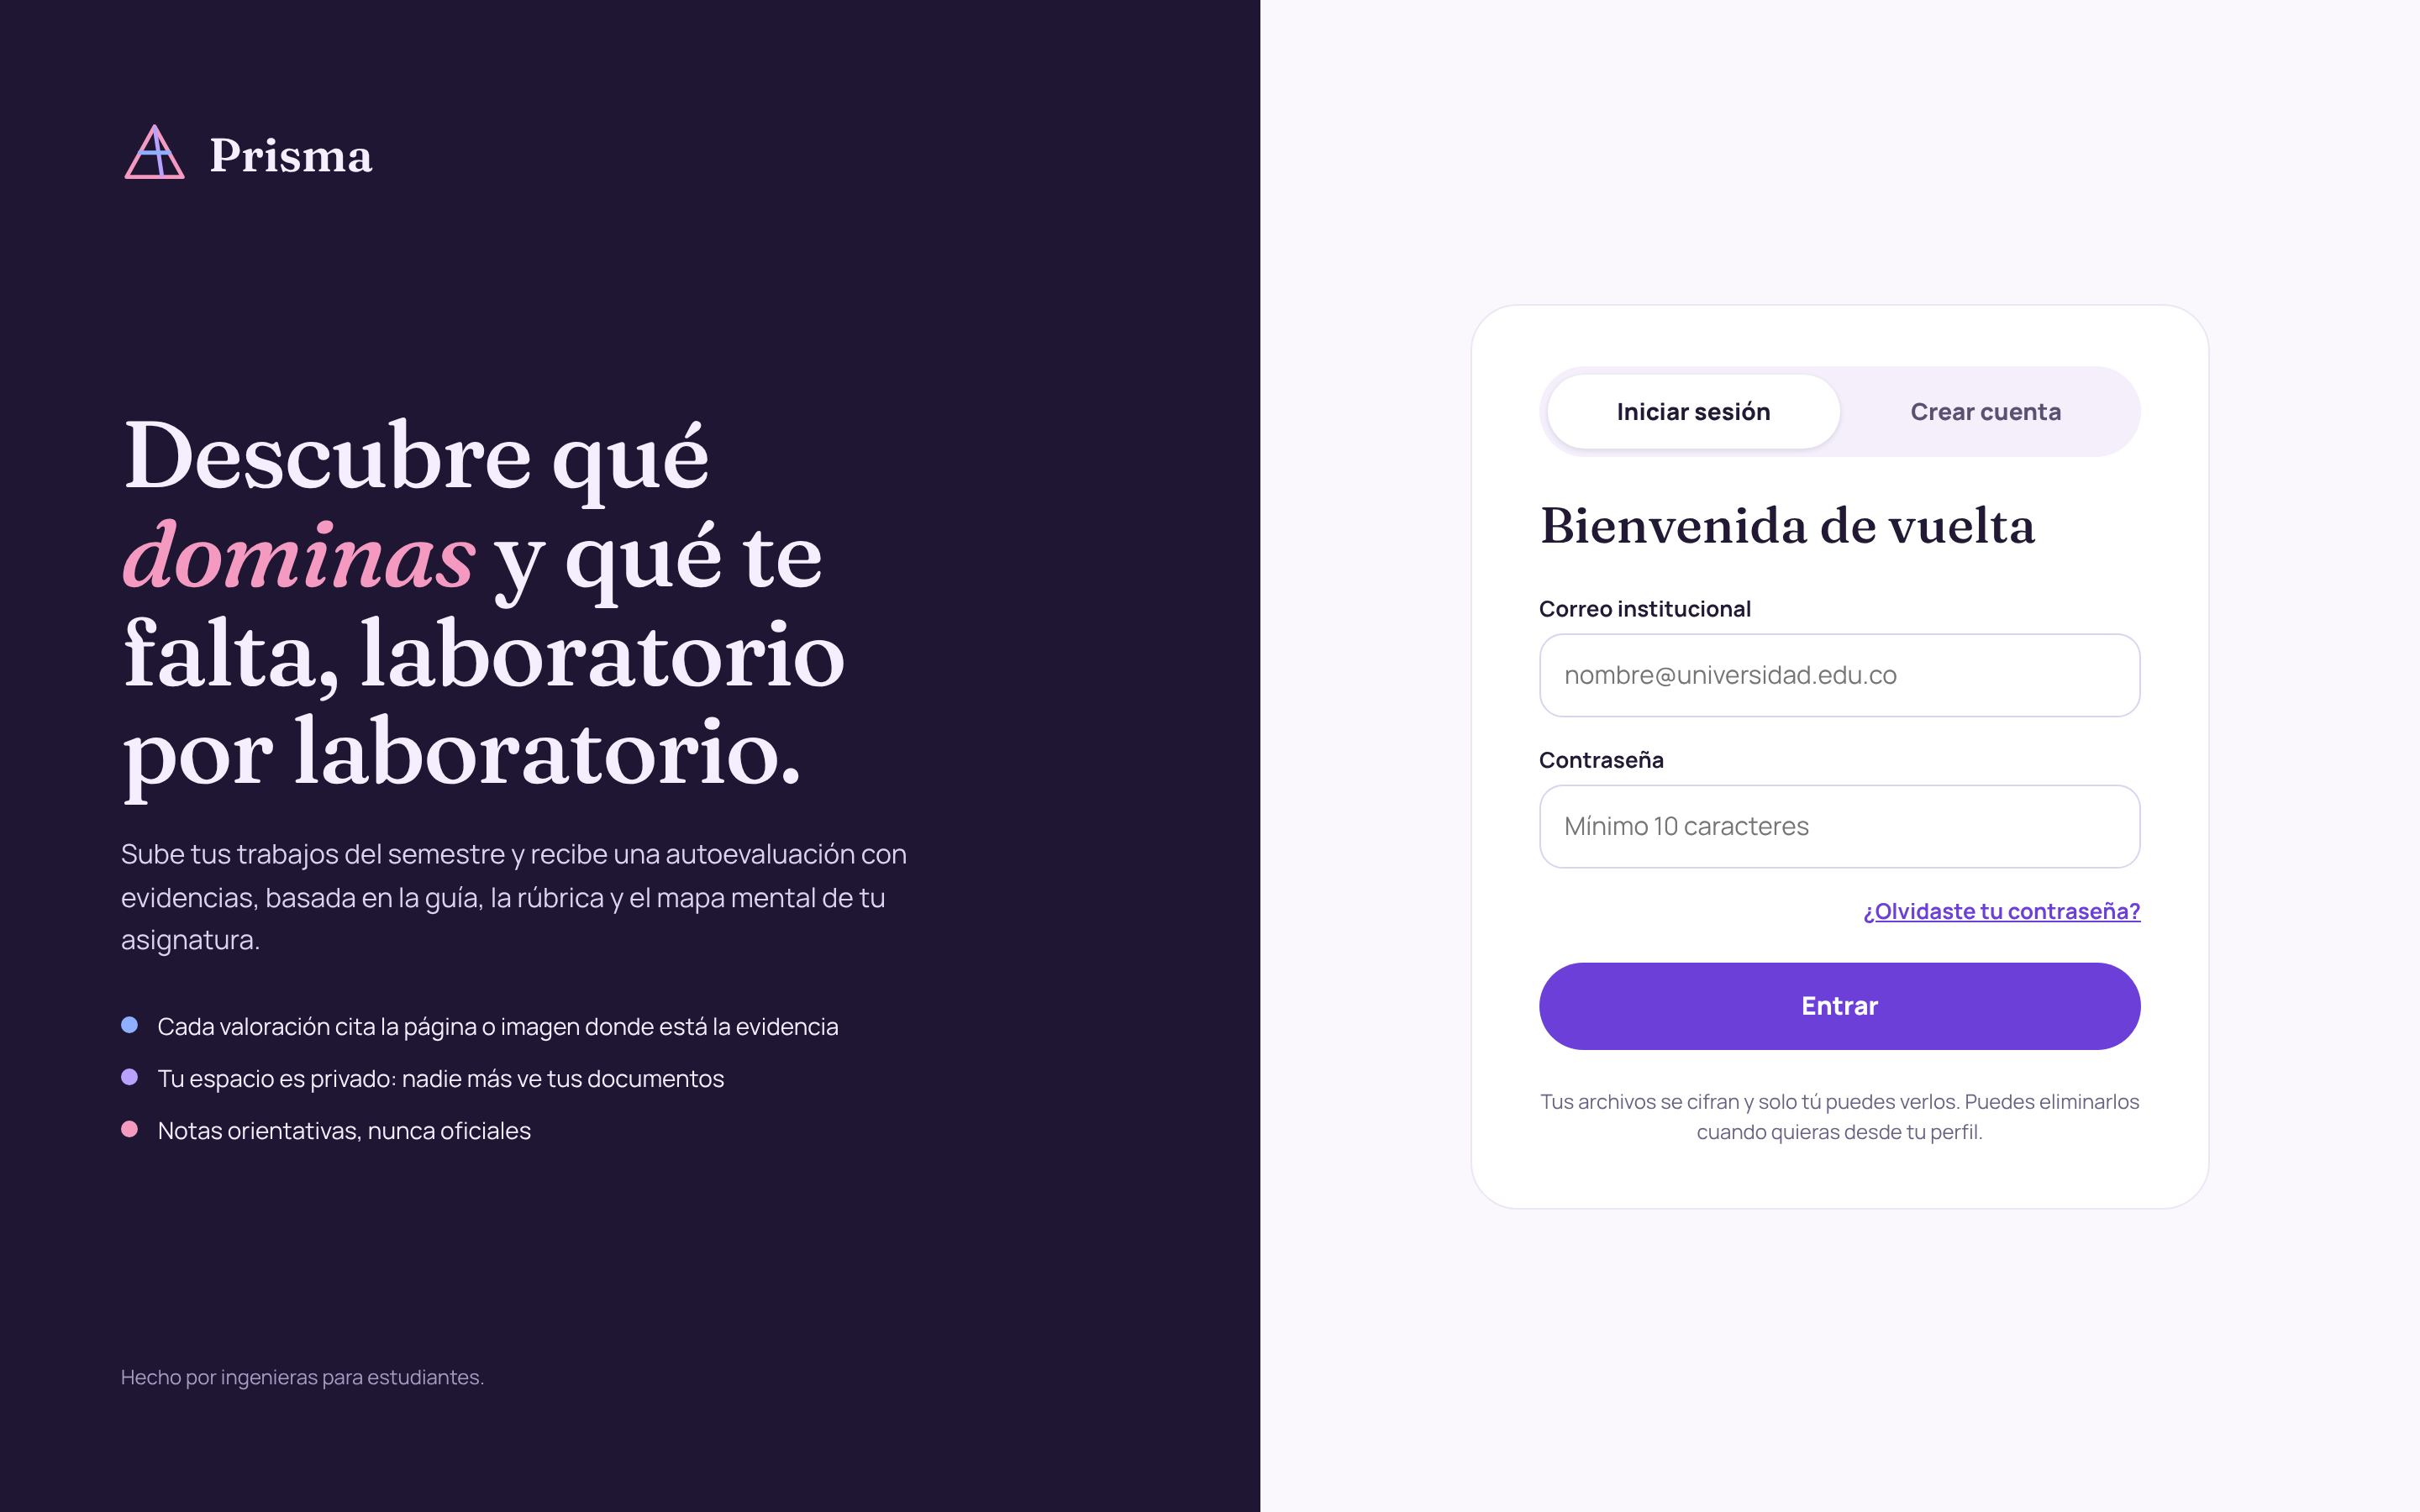 Prisma
Descubre qué
dominas y qué te
falta, laboratorio
por laboratorio.
Sube tus trabajos del semestre y recibe una autoevaluación con
evidencias, basada en la guía, la rúbrica y el mapa mental de tu
asignatura.
Cada valoración cita la página o imagen donde está la evidencia
Tu espacio es privado: nadie más ve tus documentos
Notas orientativas, nunca oficiales
Hecho por ingenieras para estudiantes.
Iniciar sesión
Crear cuenta
Bienvenida de vuelta
Correo institucional
nombre@universidad.edu.co
Contraseña
Mínimo 10 caracteres
¿Olvidaste tu contraseña?
Entrar
Tus archivos se cifran y solo tú puedes verlos. Puedes eliminarlos
cuando quieras desde tu perfil.